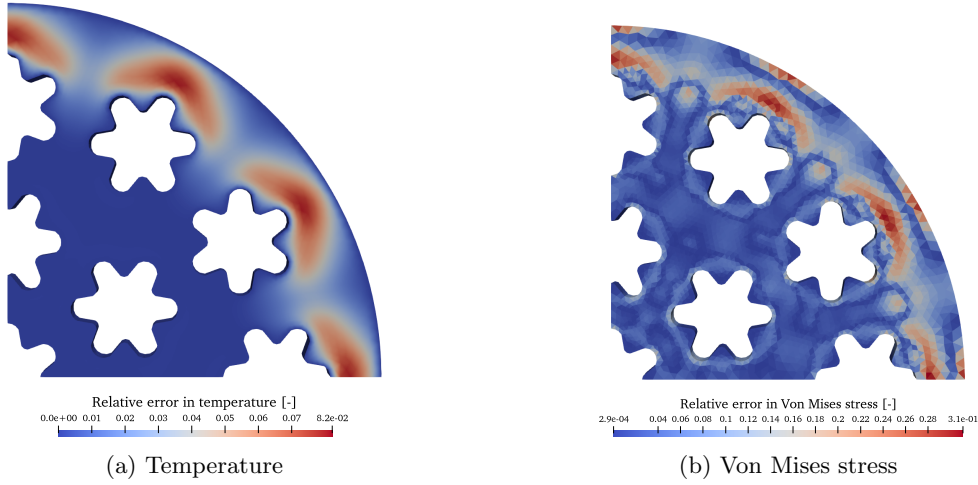 Relative error in temperature [-]
0.0e+00 0.01 0.02 0.03 0.04 0.05 0.06 0.07 8.2e-02
(a) Temperature
Relative error in Von Mises stress [-]
2.9e-04 0.04 0.06 0.08 0.1 0.12 0.14 0.16 0.18 0.2 0.22 0.24 0.26 0.28 3.1e-01
(b) Von Mises stress